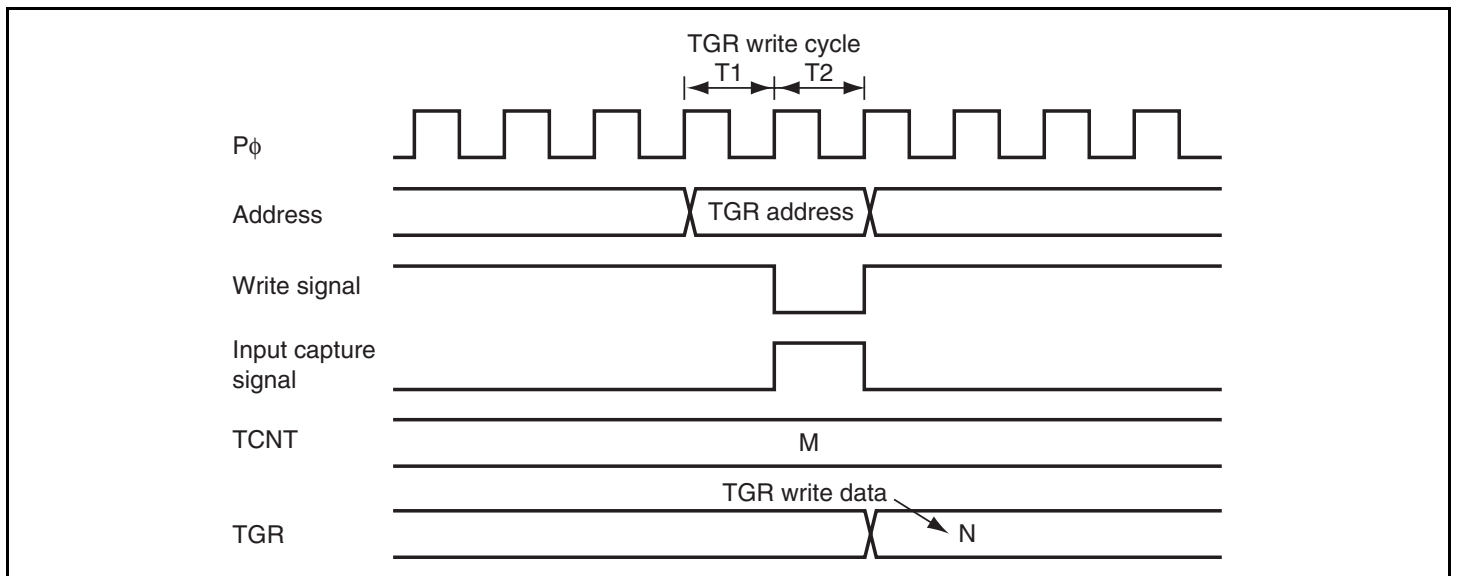 TGR write cycle
T1 T2
Pϕ
Address
TGR address
Write signal
Input capture
signal
TCNT
M
TGR write data
TGR
N